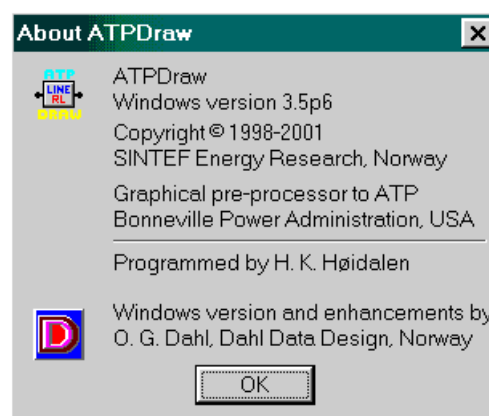 About ATPDraw
ATP
LINE
RL
DRAW
ATPDraw
Windows version 3.5p6
Copyright © 1998-2001
SINTEF Energy Research, Norway
Graphical pre-processor to ATP
Bonneville Power Administration, USA
Programmed by H. K. Høidalen
D
Windows version and enhancements by
O. G. Dahl, Dahl Data Design, Norway
OK